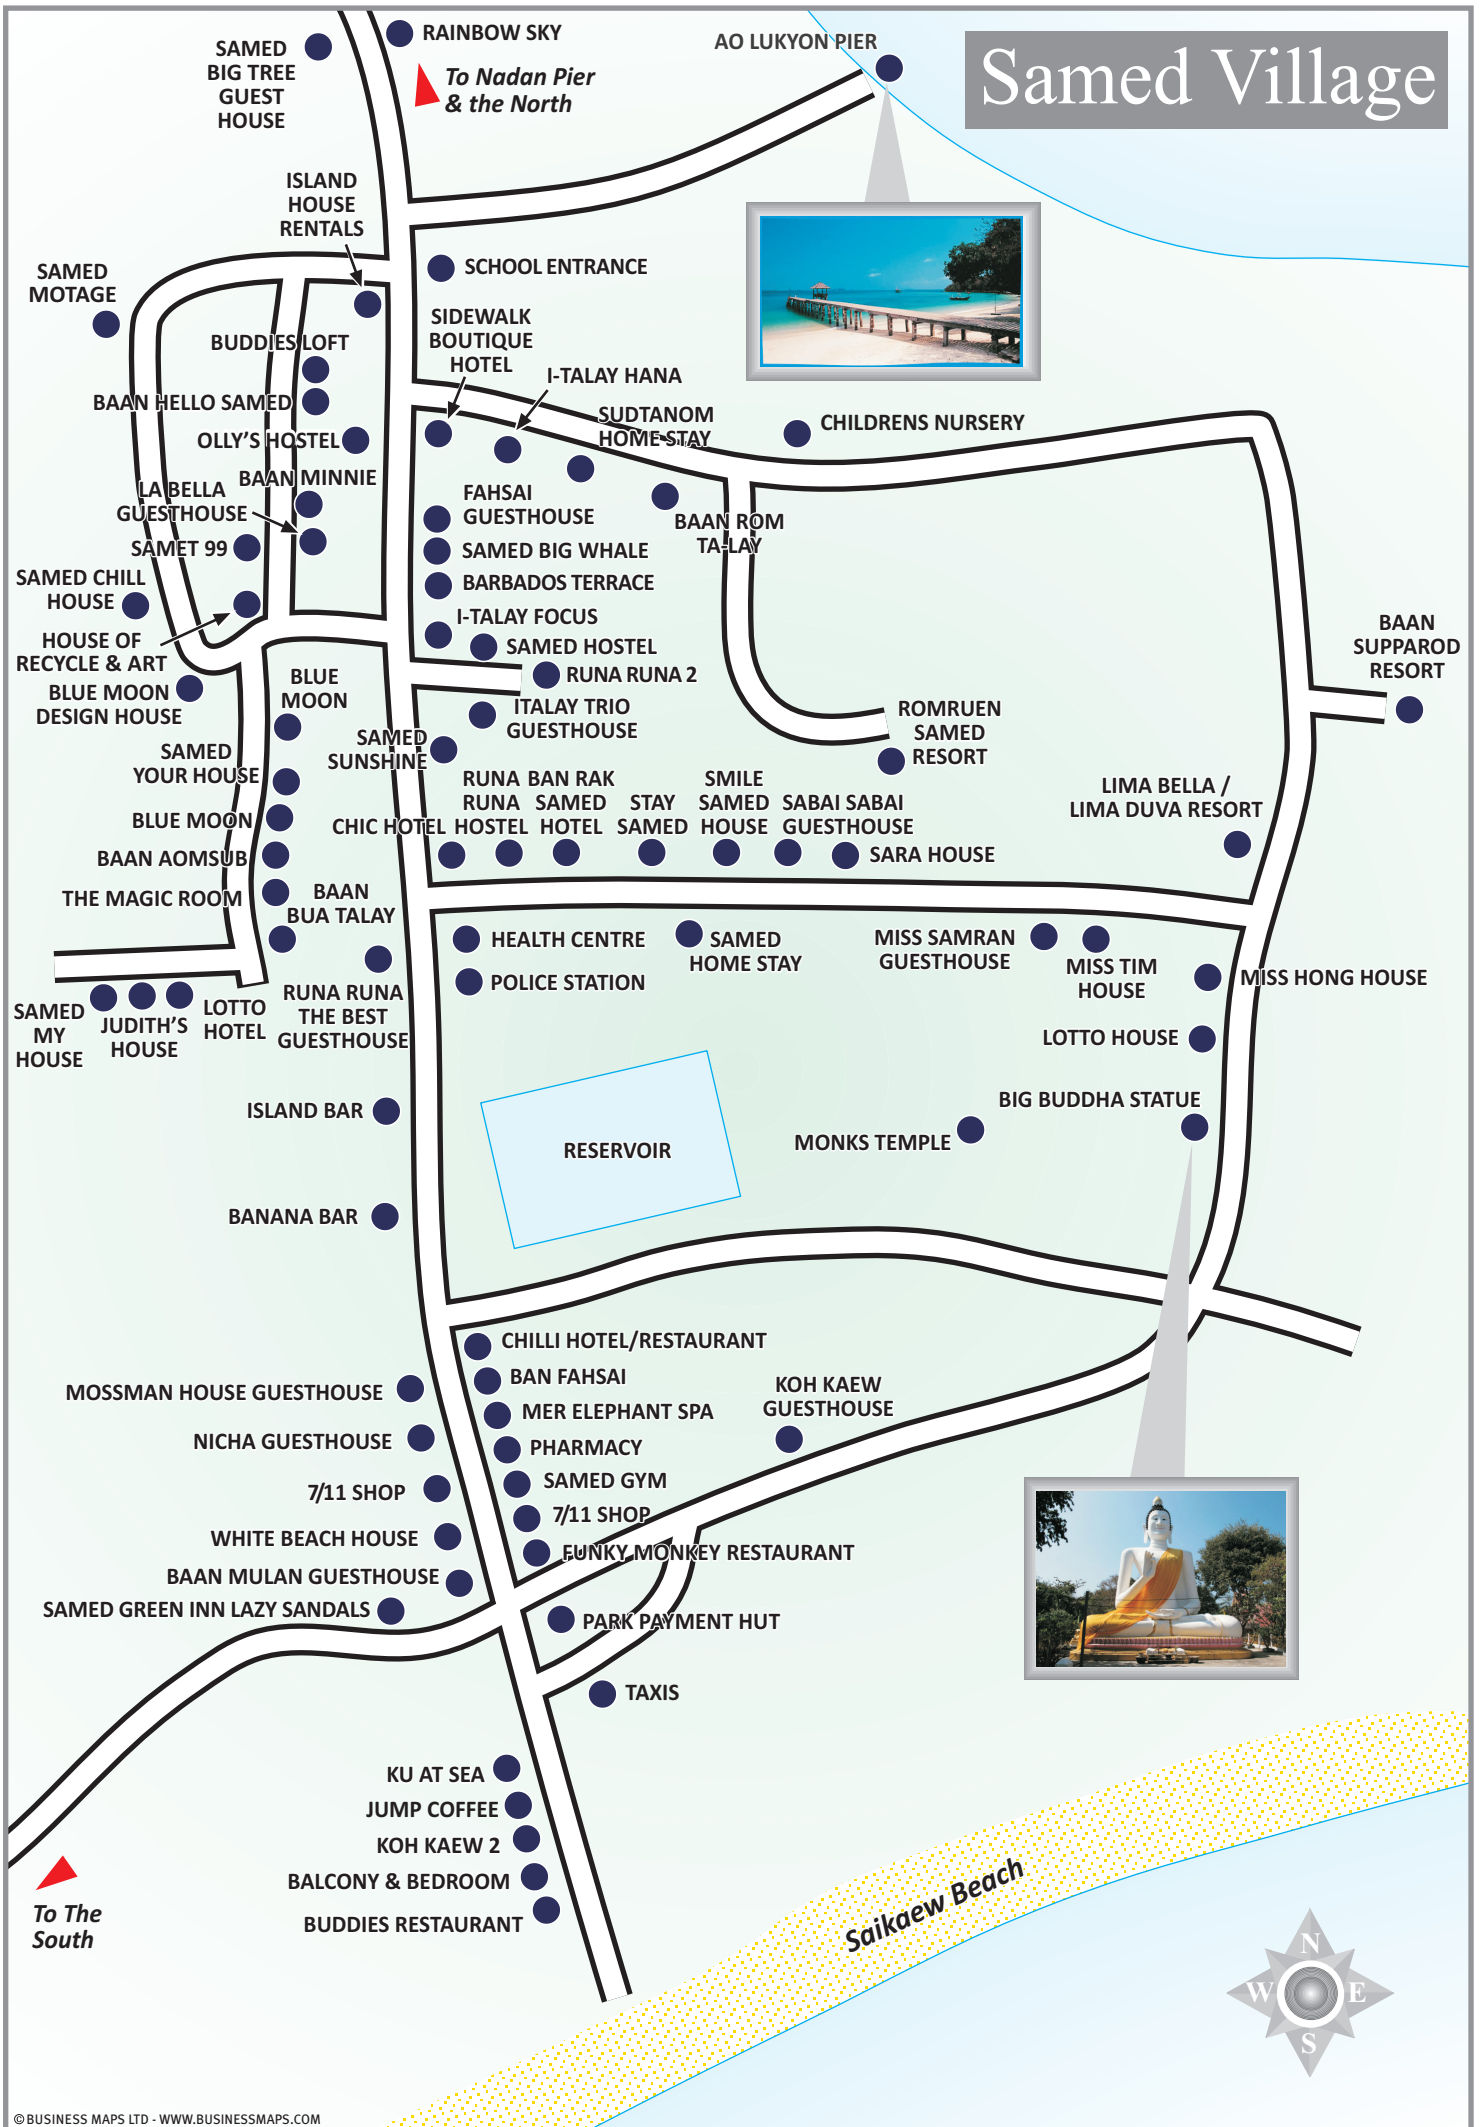 RAINBOW SKY
SAMED
BIG TREE
GUEST
HOUSE
To Nadan Pier
& the North
AO LUKYON PIER
Samed Village
ISLAND
HOUSE
RENTALS
SCHOOL ENTRANCE
SAMED
MOTAGE
SIDEWALK
BOUTIQUE
HOTEL
BUDDIES LOFT
I-TALAY HANA
BAAN HELLO SAMED
SUDTANOM
HOME STAY
CHILDRENS NURSERY
OLLY'S HOSTEL
BAAN MINNIE
LA BELLA
GUESTHOUSE
FAHSAI
GUESTHOUSE
BAAN ROM
TA-LAY
SAMET 99
SAMED BIG WHALE
SAMED CHILL
HOUSE
BARBADOS TERRACE
I-TALAY FOCUS
HOUSE OF
RECYCLE & ART
SAMED HOSTEL
BAAN
SUPPAROD
RESORT
RUNA RUNA 2
BLUE MOON
DESIGN HOUSE
BLUE
MOON
ITALAY TRIO
GUESTHOUSE
ROMRUEN
SAMED
RESORT
SAMED
SUNSHINE
SAMED
YOUR HOUSE
RUNA
RUNA
HOSTEL
BAN RAK
SAMED
HOTEL
STAY
SAMED
SMILE
SAMED
HOUSE
SABAI SABAI
GUESTHOUSE
LIMA BELLA /
LIMA DUVA RESORT
BLUE MOON
CHIC HOTEL
SARA HOUSE
BAAN AOMSUB
THE MAGIC ROOM
BAAN
BUA TALAY
HEALTH CENTRE
SAMED
HOME STAY
MISS SAMRAN
GUESTHOUSE
MISS TIM
HOUSE
MISS HONG HOUSE
POLICE STATION
SAMED
MY
HOUSE
JUDITH'S
HOUSE
LOTTO
HOTEL
RUNA RUNA
THE BEST
GUESTHOUSE
LOTTO HOUSE
ISLAND BAR
BIG BUDDHA STATUE
RESERVOIR
MONKS TEMPLE
BANANA BAR
CHILLI HOTEL/RESTAURANT
BAN FAHSAI
MOSSMAN HOUSE GUESTHOUSE
KOH KAEW
GUESTHOUSE
MER ELEPHANT SPA
NICHA GUESTHOUSE
PHARMACY
SAMED GYM
7/11 SHOP
7/11 SHOP
WHITE BEACH HOUSE
FUNKY MONKEY RESTAURANT
BAAN MULAN GUESTHOUSE
SAMED GREEN INN LAZY SANDALS
PARK PAYMENT HUT
TAXIS
KU AT SEA
JUMP COFFEE
KOH KAEW 2
BALCONY & BEDROOM
BUDDIES RESTAURANT
To The
South
Saikaew Beach
N
W
E
S
© BUSINESS MAPS LTD - WWW.BUSINESSMAPS.COM